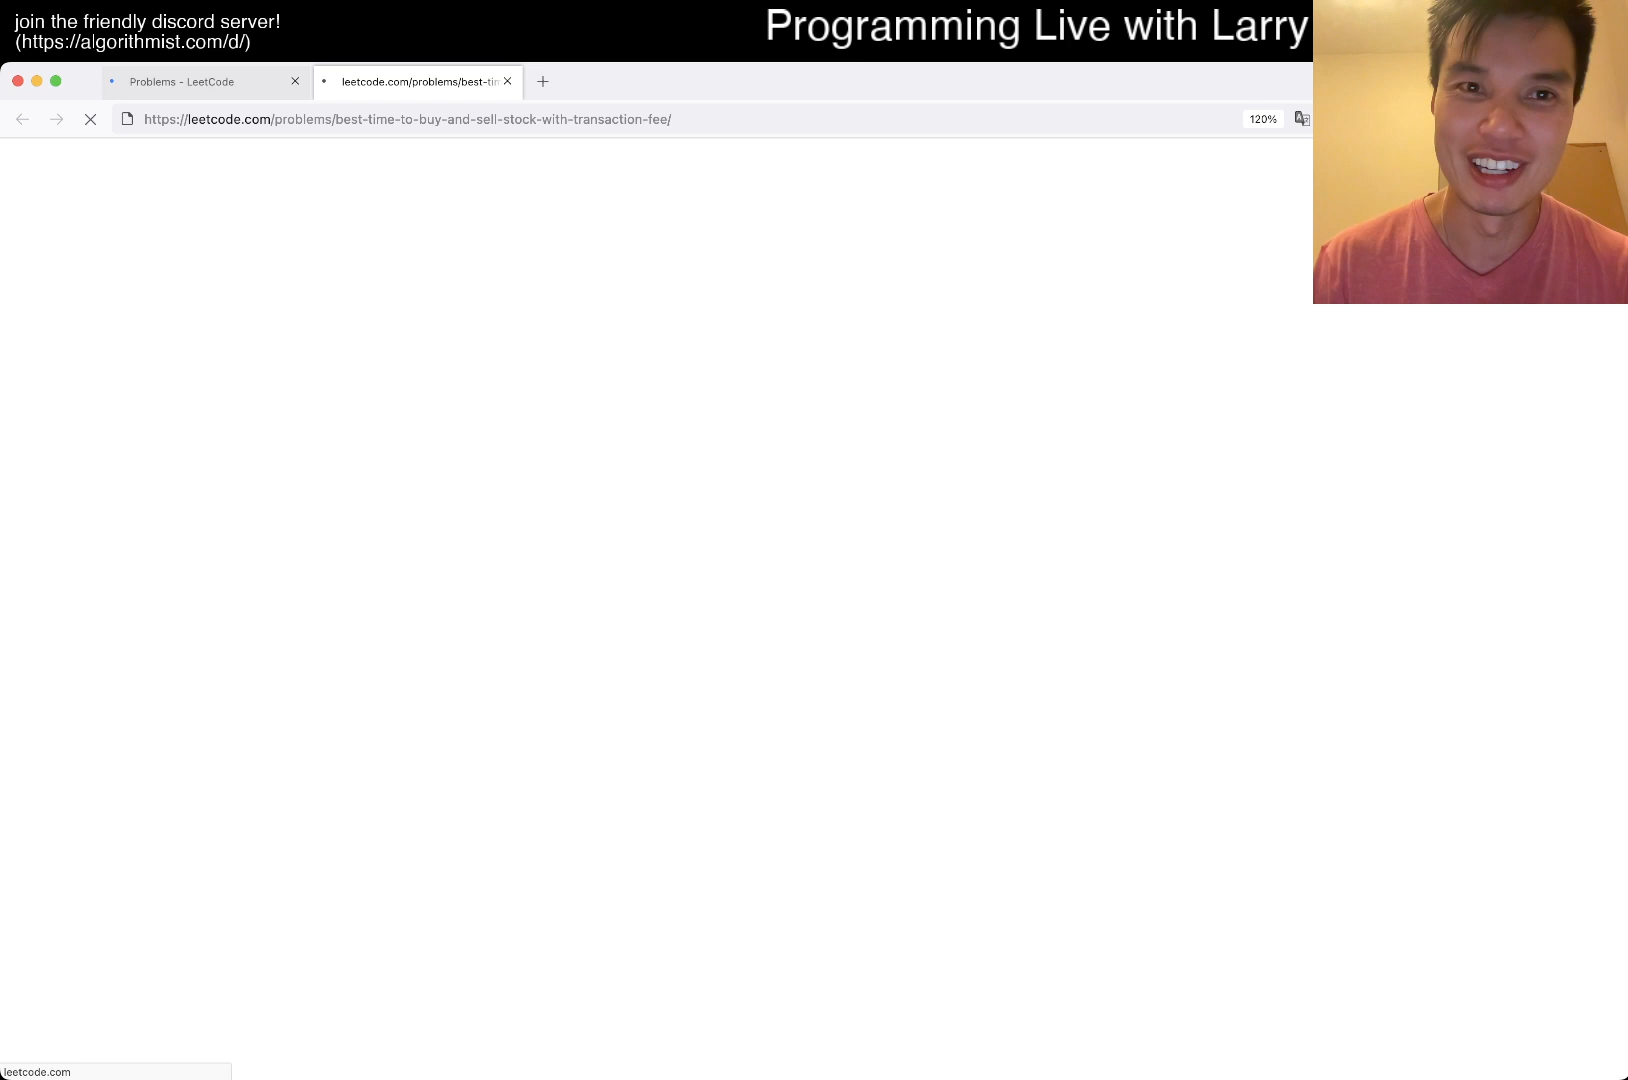 join the friendly discord server!
(https://algorithmist.com/d/)
Programming Live with Larry
Problems - LeetCode
leetcode.com/problems/best-tim
https://leetcode.com/problems/best-time-to-buy-and-sell-stock-with-transaction-fee/
120%
leetcode.com